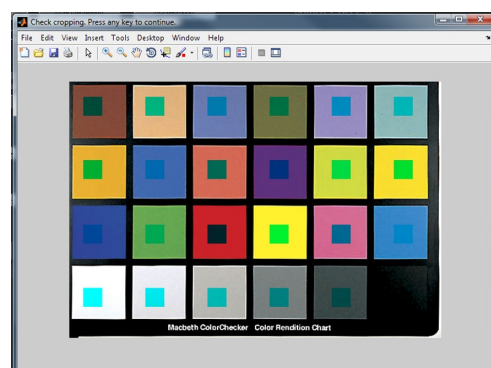 Check cropping. Press any key to continue.
File Edit View Insert Tools Desktop Window Help
Macbeth ColorChecker Color Rendition Chart